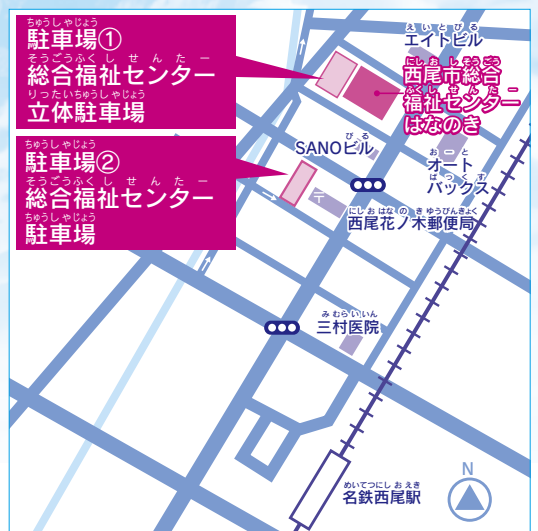 ちゅうしゃじょう
駐車場①
そうごうふくしせんたー
総合福祉センター
りったいちゅうしゃじょう
立体駐車場
ちゅうしゃじょう
駐車場②
そうごうふくしせんたー
総合福祉センター
ちゅうしゃじょう
駐車場
えいとびる
エイトビル
にしおしそうごう
西尾市総合
ふくしせんたー
福祉センター
はなのき
びる
SANOビル
おーと
オート
ばっくす
バックス
〒
にしおはなのきゆうびんきょく
西尾花ノ木郵便局
みむらいいん
三村医院
めいてつにしおえき
名鉄西尾駅
N